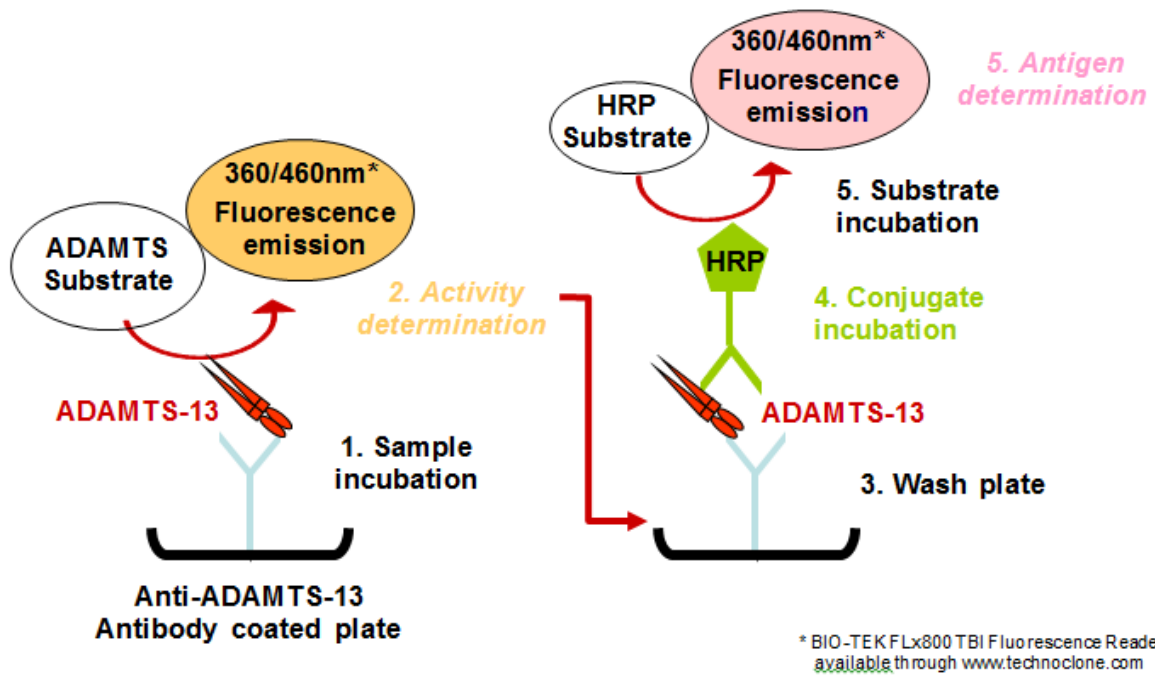 360/460nm*
Fluorescence
emission
ADAMTS
Substrate
2. Activity
determination
ADAMTS-13
1. Sample
incubation
Anti-ADAMTS-13
Antibody coated plate
360/460nm*
Fluorescence
emission
HRP
Substrate
5. Antigen
determination
5. Substrate
incubation
HRP
4. Conjugate
incubation
ADAMTS-13
3. Wash plate
* BIO-TEK FLx800 TBI Fluorescence Reade
available through www.technoclone.com